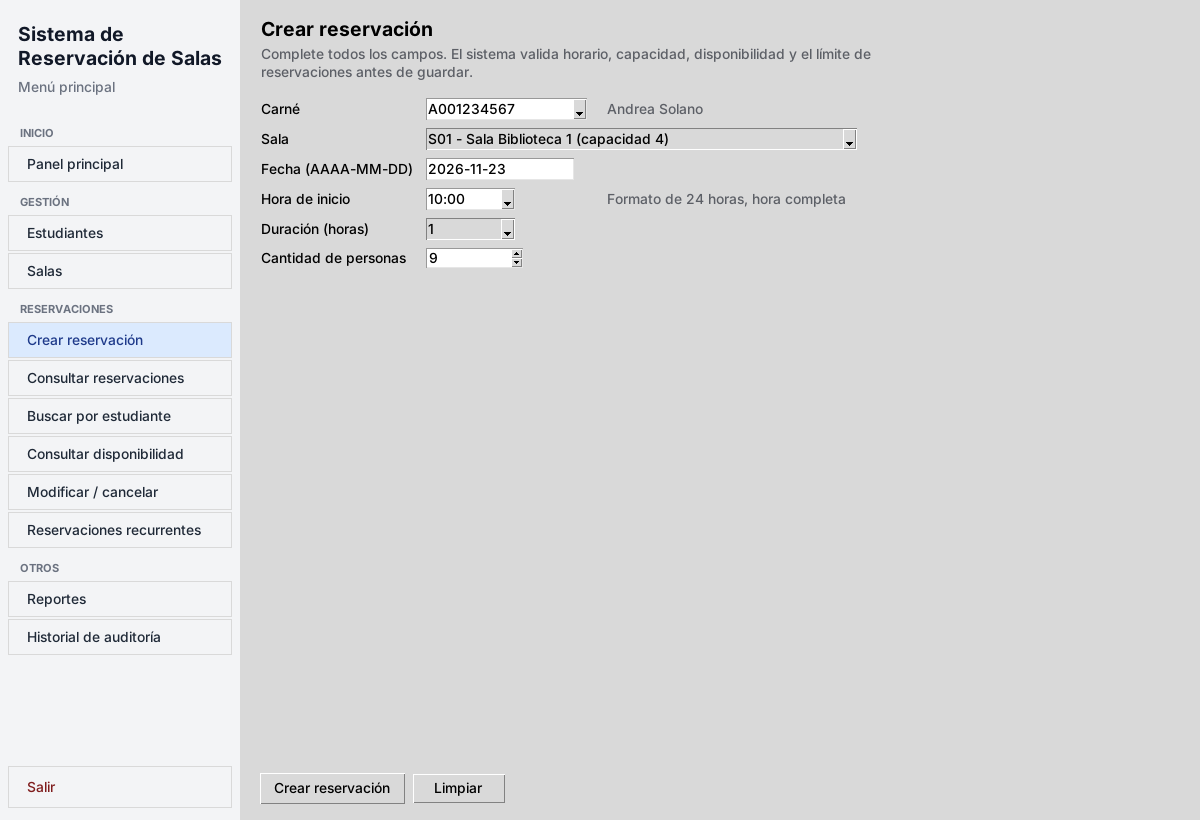 Sistema de
Reservación de Salas
Menú principal
INICIO
Panel principal
GESTIÓN
Estudiantes
Salas
RESERVACIONES
Crear reservación
Consultar reservaciones
Buscar por estudiante
Consultar disponibilidad
Modificar / cancelar
Reservaciones recurrentes
OTROS
Reportes
Historial de auditoría
Salir
Crear reservación
Complete todos los campos. El sistema valida horario, capacidad, disponibilidad y el límite de
reservaciones antes de guardar.
Carné A001234567 Andrea Solano
Sala S01 - Sala Biblioteca 1 (capacidad 4)
Fecha (AAAA-MM-DD) 2026-11-23
Hora de inicio 10:00 Formato de 24 horas, hora completa
Duración (horas) 1
Cantidad de personas 9
Crear reservación Limpiar